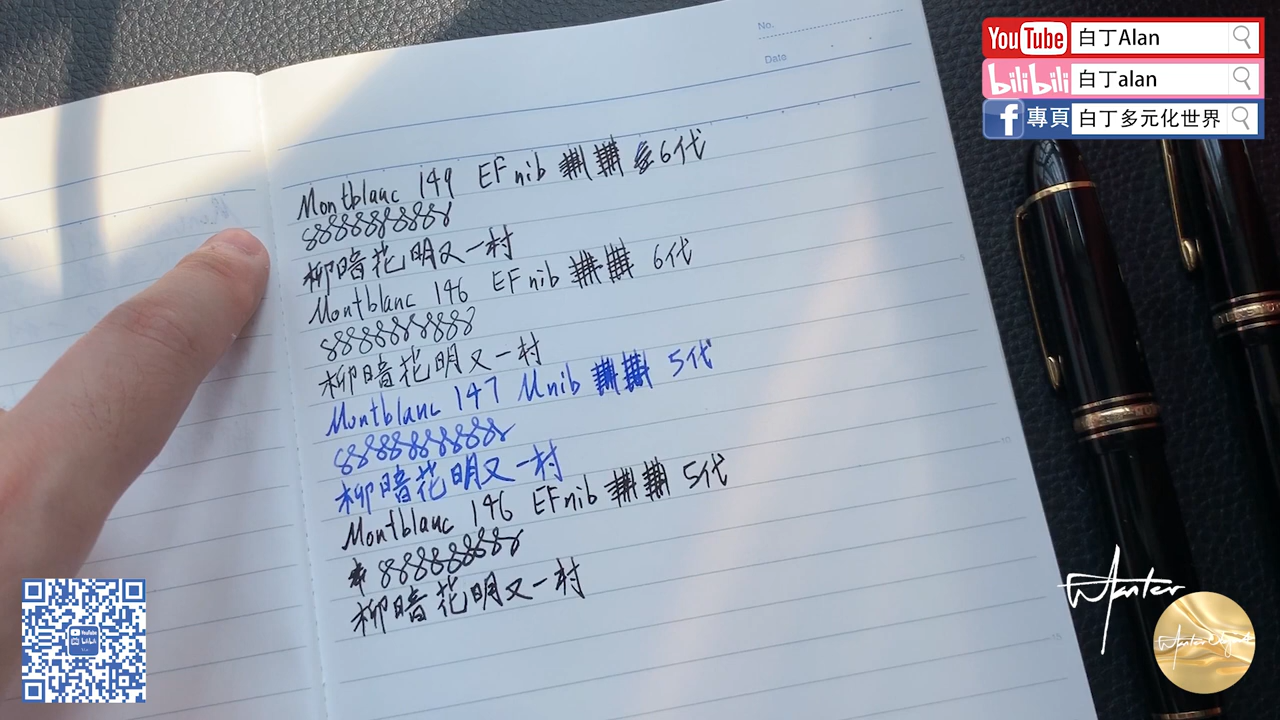 No.
Date
Montblanc 149 EF nib 6代
8888888888
柳暗花明又一村
Montblanc 146 EF nib 6代
8888888888
柳暗花明又一村
Montblanc 147 M nib 5代
8888888888
柳暗花明又一村
Montblanc 146 EF nib 5代
88888888
柳暗花明又一村
YouTube 白丁Alan
bilibili 白丁alan
f 專頁 白丁多元化世界